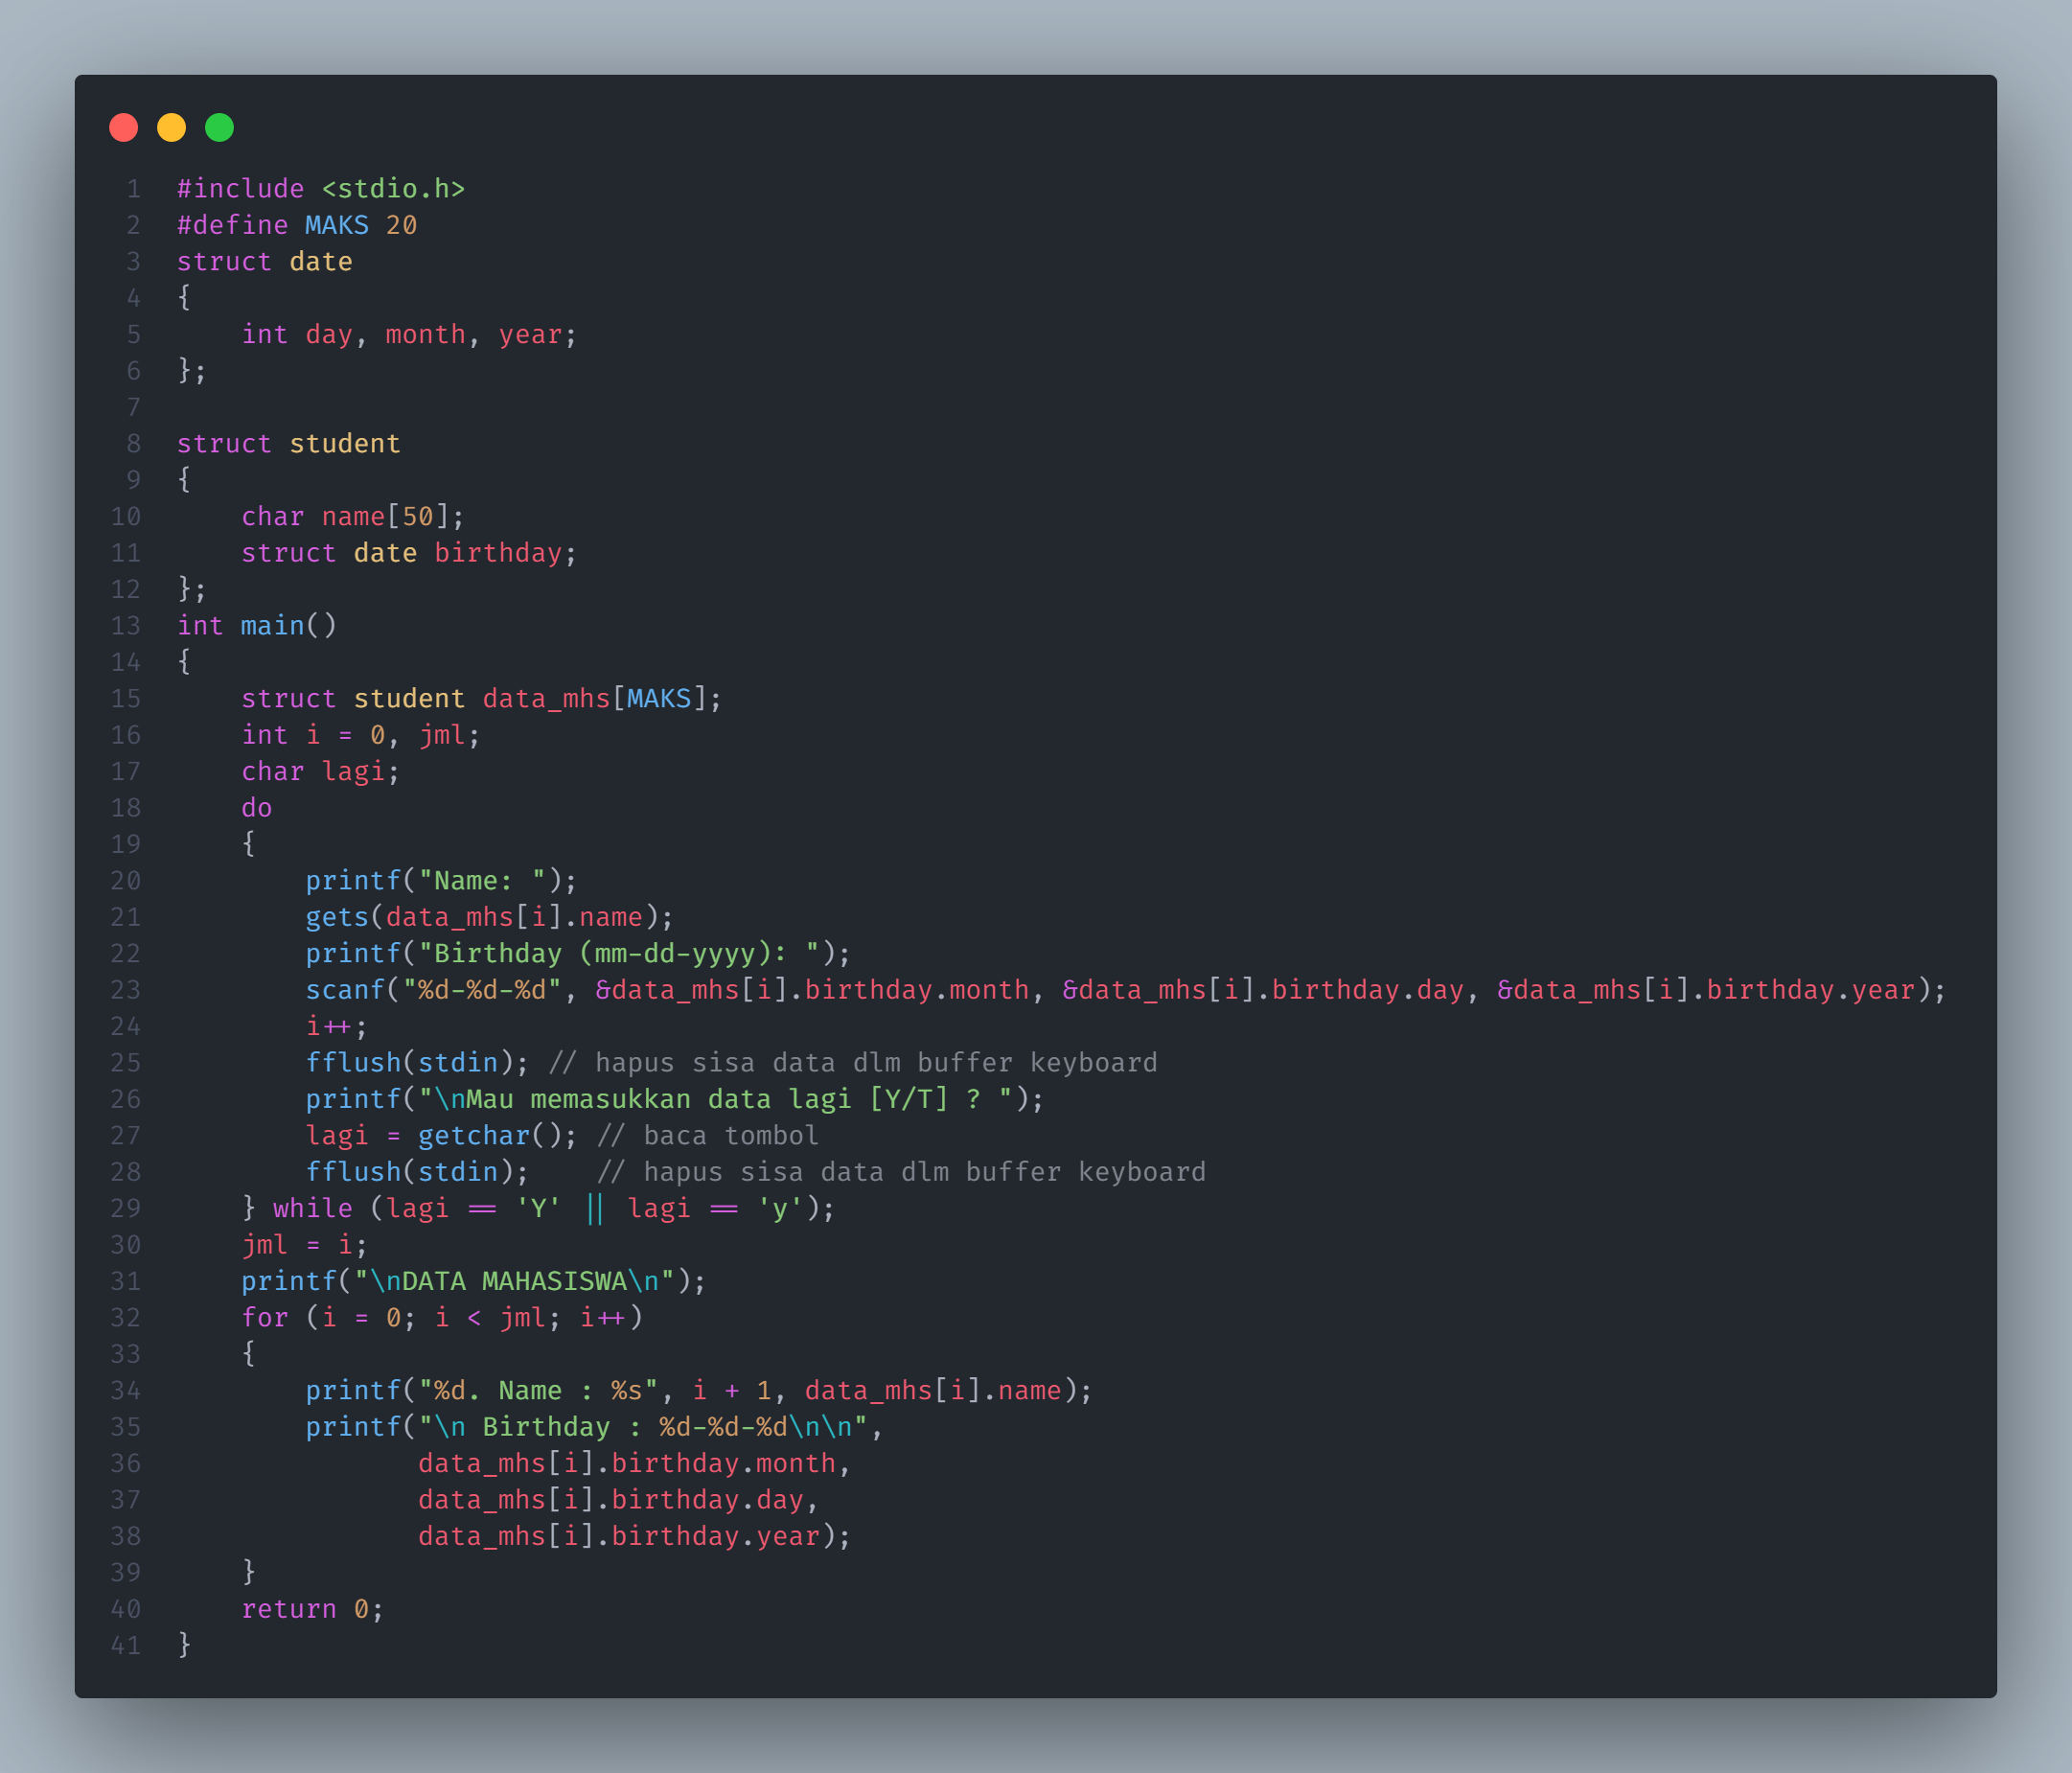 1 #include <stdio.h>
2 #define MAKS 20
3 struct date
4 {
5     int day, month, year;
6 };
7
8 struct student
9 {
10     char name[50];
11     struct date birthday;
12 };
13 int main()
14 {
15     struct student data_mhs[MAKS];
16     int i = 0, jml;
17     char lagi;
18     do
19     {
20         printf("Name: ");
21         gets(data_mhs[i].name);
22         printf("Birthday (mm-dd-yyyy): ");
23         scanf("%d-%d-%d", &data_mhs[i].birthday.month, &data_mhs[i].birthday.day, &data_mhs[i].birthday.year);
24         i++;
25         fflush(stdin); // hapus sisa data dlm buffer keyboard
26         printf("\nMau memasukkan data lagi [Y/T] ? ");
27         lagi = getchar(); // baca tombol
28         fflush(stdin);    // hapus sisa data dlm buffer keyboard
29     } while (lagi == 'Y' || lagi == 'y');
30     jml = i;
31     printf("\nDATA MAHASISWA\n");
32     for (i = 0; i < jml; i++)
33     {
34         printf("%d. Name : %s", i + 1, data_mhs[i].name);
35         printf("\n Birthday : %d-%d-%d\n\n",
36                data_mhs[i].birthday.month,
37                data_mhs[i].birthday.day,
38                data_mhs[i].birthday.year);
39     }
40     return 0;
41 }